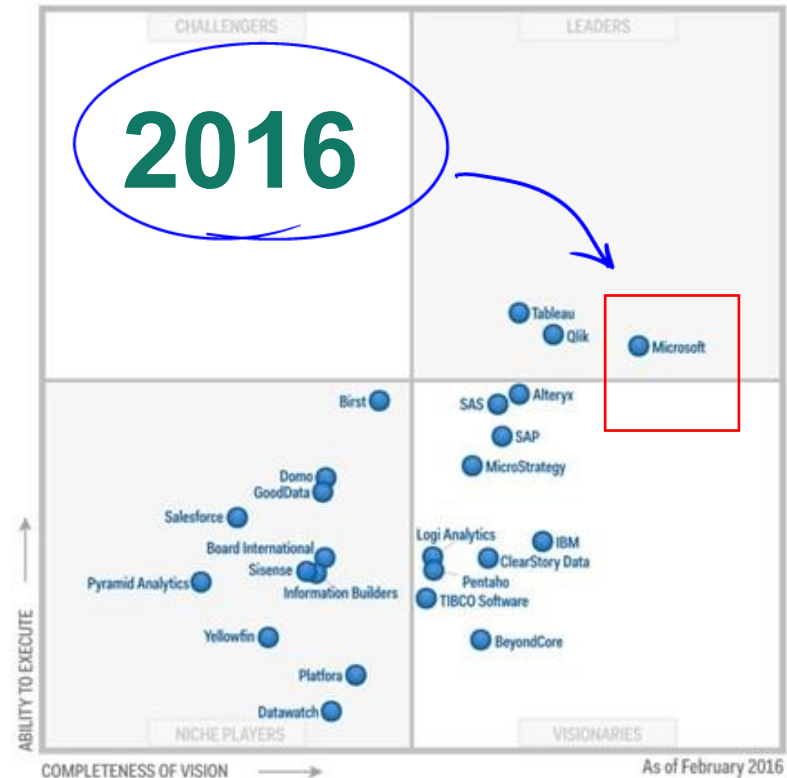 CHALLENGERS
LEADERS
2016
Tableau
Qlik
Microsoft
Birst
Alteryx
SAS
SAP
MicroStrategy
Domo
GoodData
Salesforce
Logi Analytics
IBM
Board International
ClearStory Data
Sisense
Pyramid Analytics
Pentaho
Information Builders
TIBCO Software
Yellowfin
BeyondCore
Platfora
Datawatch
NICHE PLAYERS
VISIONARIES
ABILITY TO EXECUTE
COMPLETENESS OF VISION
As of February 2016